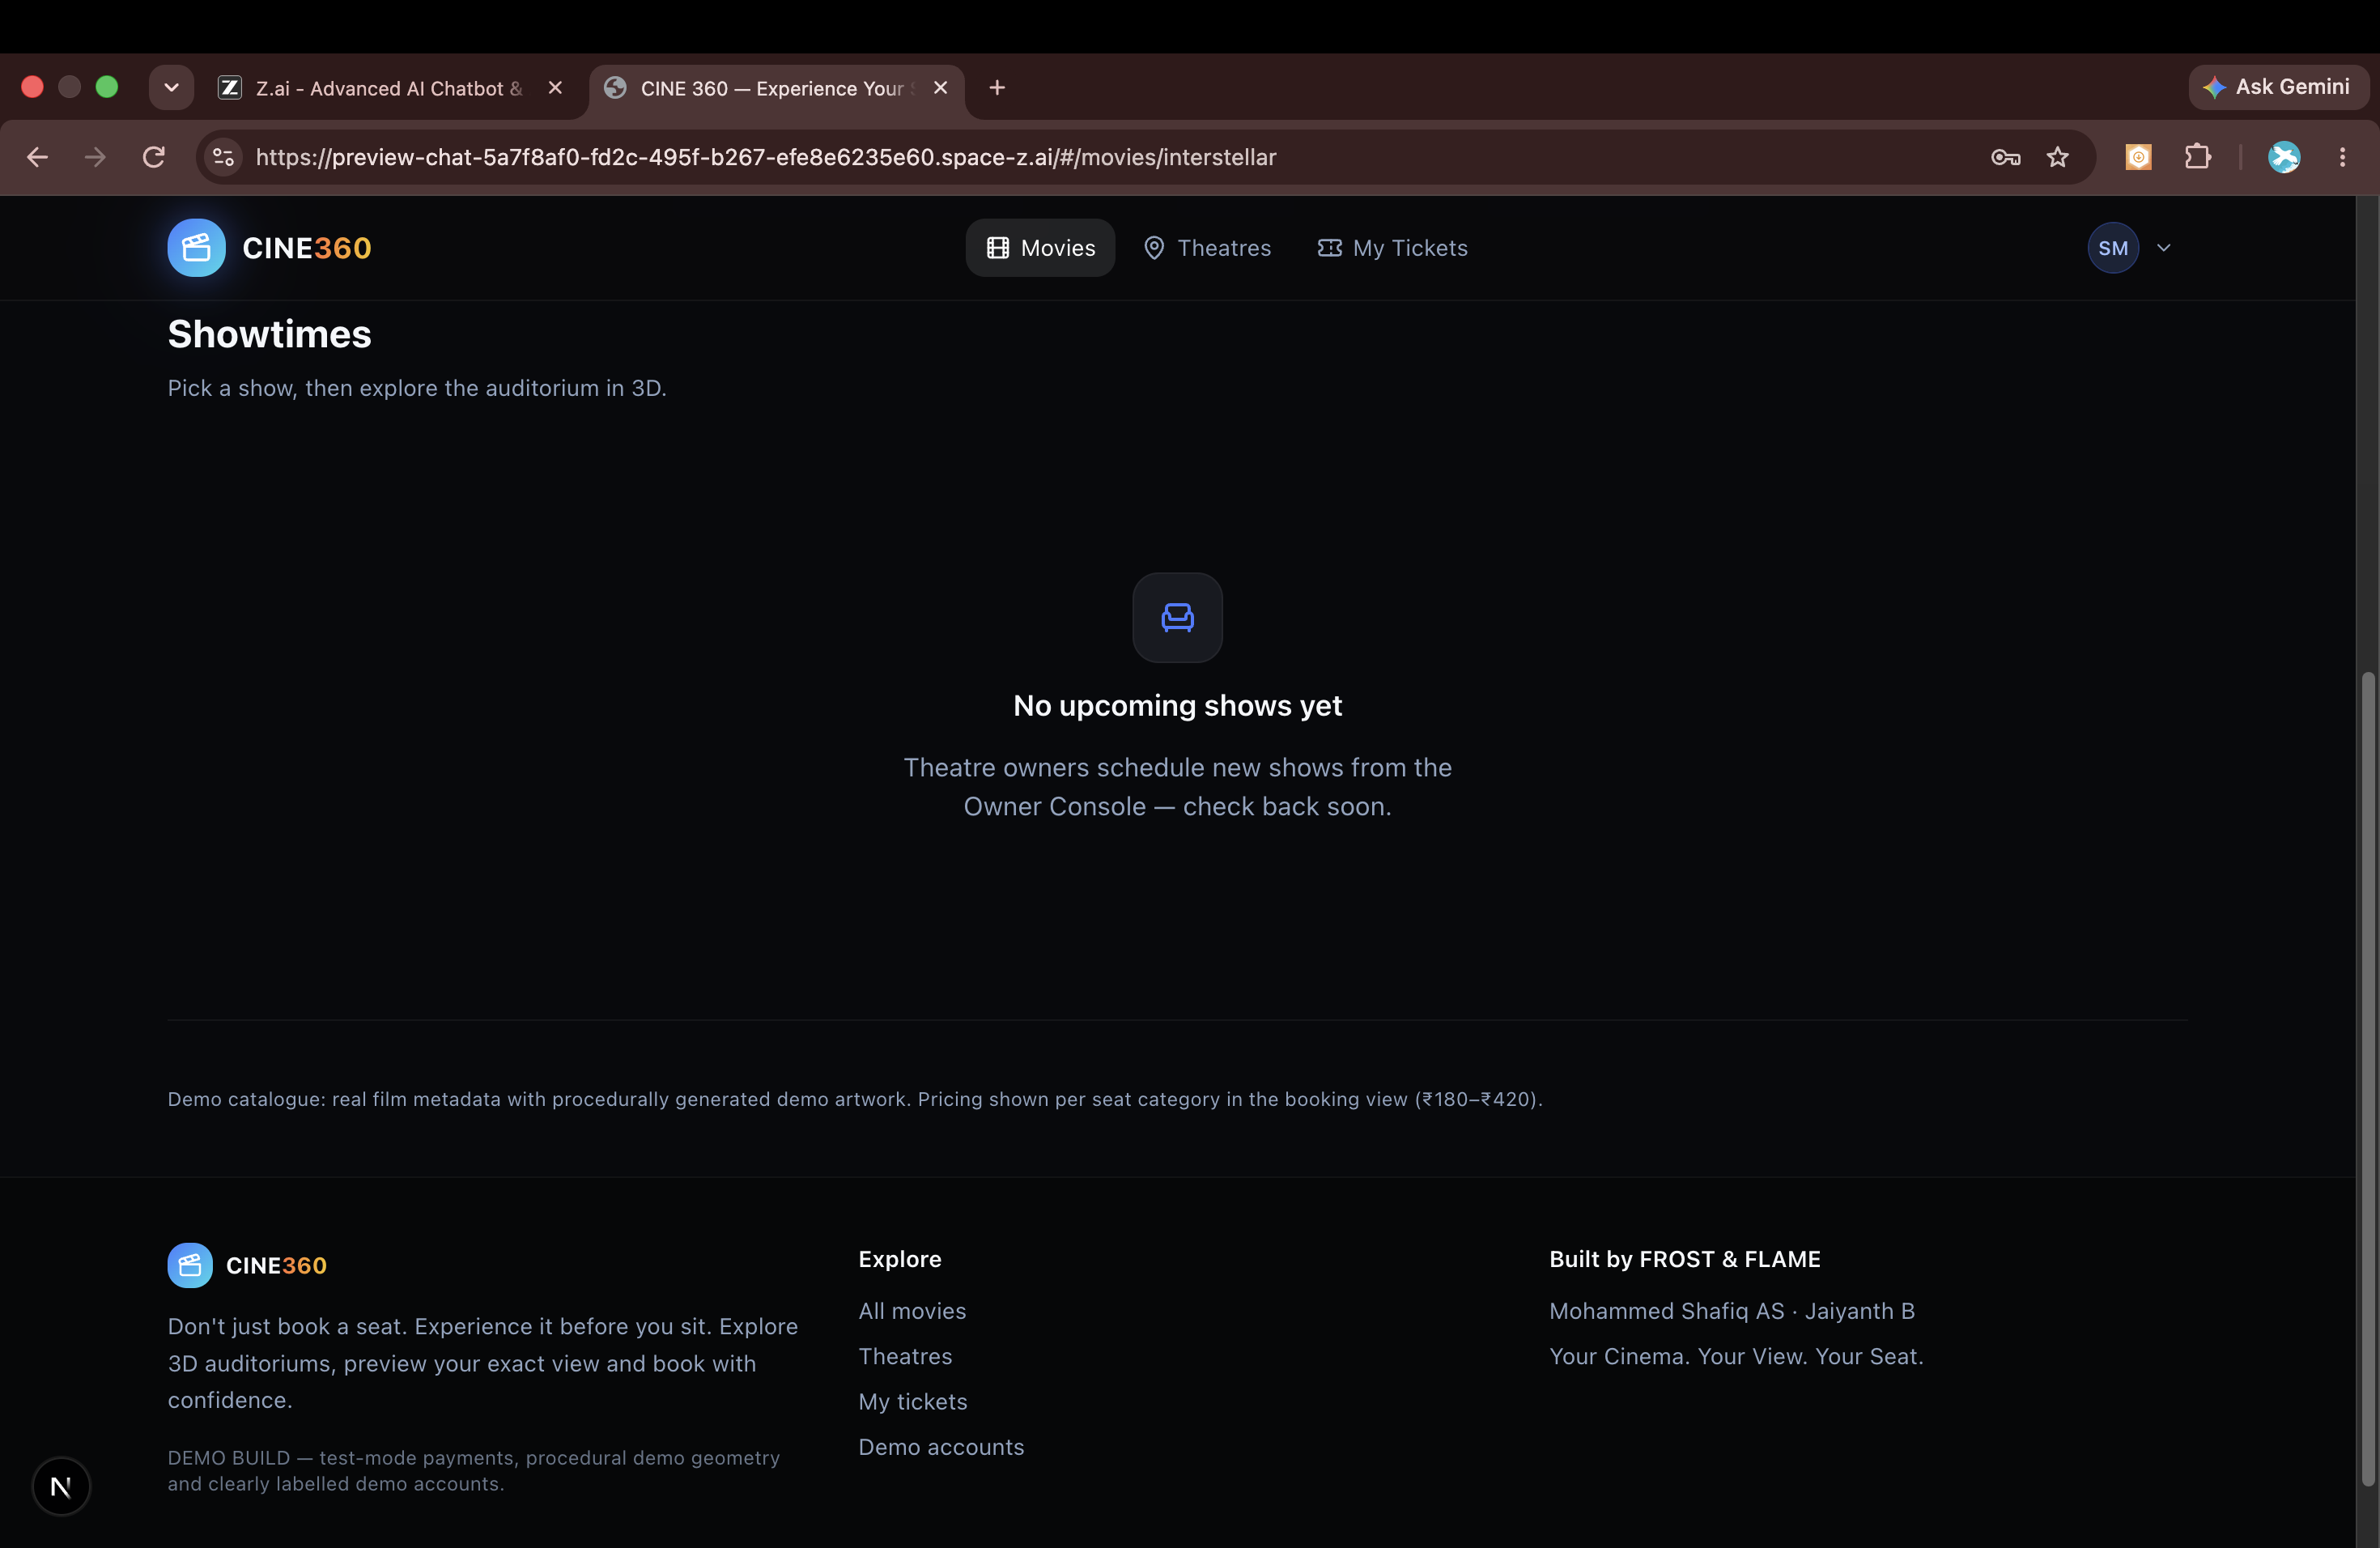 Z.ai - Advanced AI Chatbot &
CINE 360 — Experience Your
Ask Gemini
https://preview-chat-5a7f8af0-fd2c-495f-b267-efe8e6235e60.space-z.ai/#/movies/interstellar
CINE360
Movies
Theatres
My Tickets
SM
Showtimes
Pick a show, then explore the auditorium in 3D.
No upcoming shows yet
Theatre owners schedule new shows from the
Owner Console — check back soon.
Demo catalogue: real film metadata with procedurally generated demo artwork. Pricing shown per seat category in the booking view (₹180–₹420).
CINE360
Don't just book a seat. Experience it before you sit. Explore
3D auditoriums, preview your exact view and book with
confidence.
DEMO BUILD — test-mode payments, procedural demo geometry
and clearly labelled demo accounts.
Explore
All movies
Theatres
My tickets
Demo accounts
Built by FROST & FLAME
Mohammed Shafiq AS · Jaiyanth B
Your Cinema. Your View. Your Seat.
N